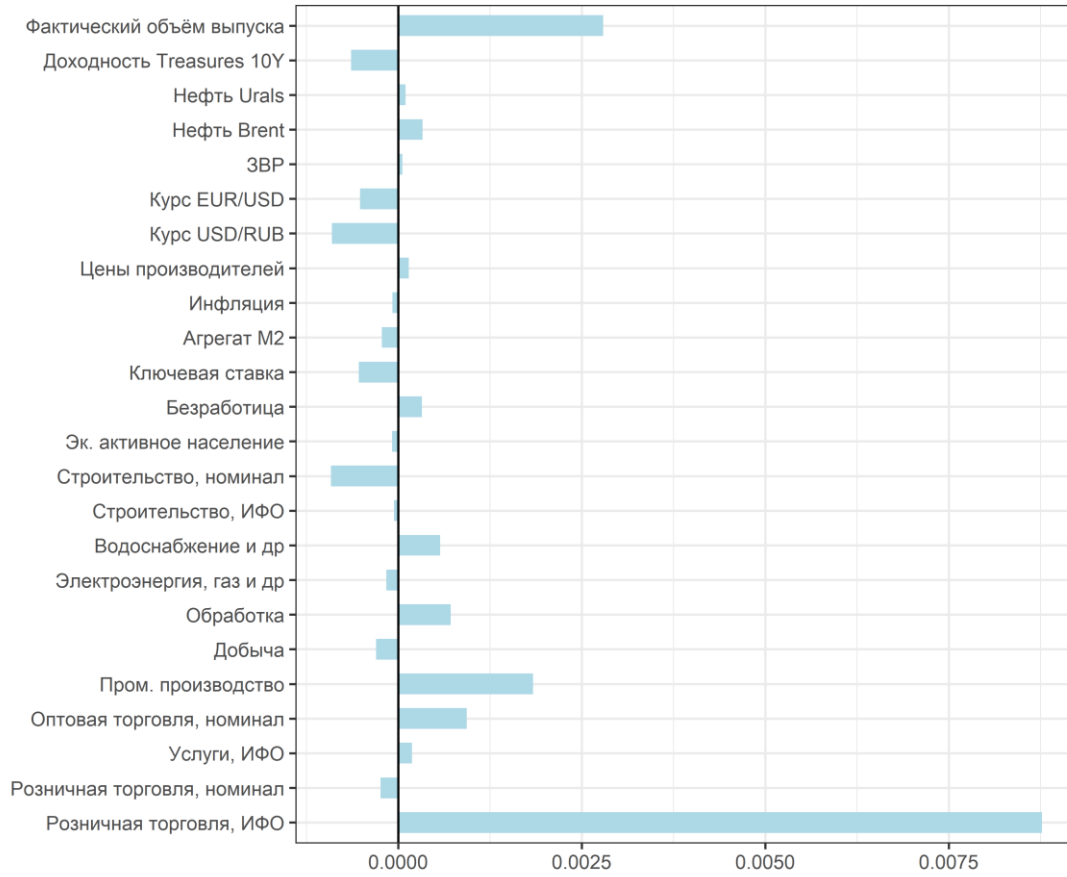 Фактический объём выпуска
Доходность Treasures 10Y
Нефть Urals
Нефть Brent
ЗВР
Курс EUR/USD
Курс USD/RUB
Цены производителей
Инфляция
Агрегат М2
Ключевая ставка
Безработица
Эк. активное население
Строительство, номинал
Строительство, ИФО
Водоснабжение и др
Электроэнергия, газ и др
Обработка
Добыча
Пром. производство
Оптовая торговля, номинал
Услуги, ИФО
Розничная торговля, номинал
Розничная торговля, ИФО
0.0000 0.0025 0.0050 0.0075